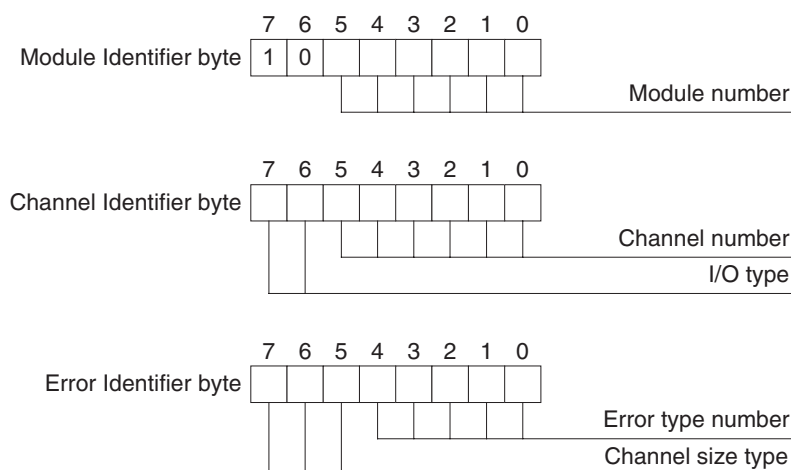 7 6 5 4 3 2 1 0
Module Identifier byte 1 0
Module number
7 6 5 4 3 2 1 0
Channel Identifier byte
Channel number
I/O type
7 6 5 4 3 2 1 0
Error Identifier byte
Error type number
Channel size type